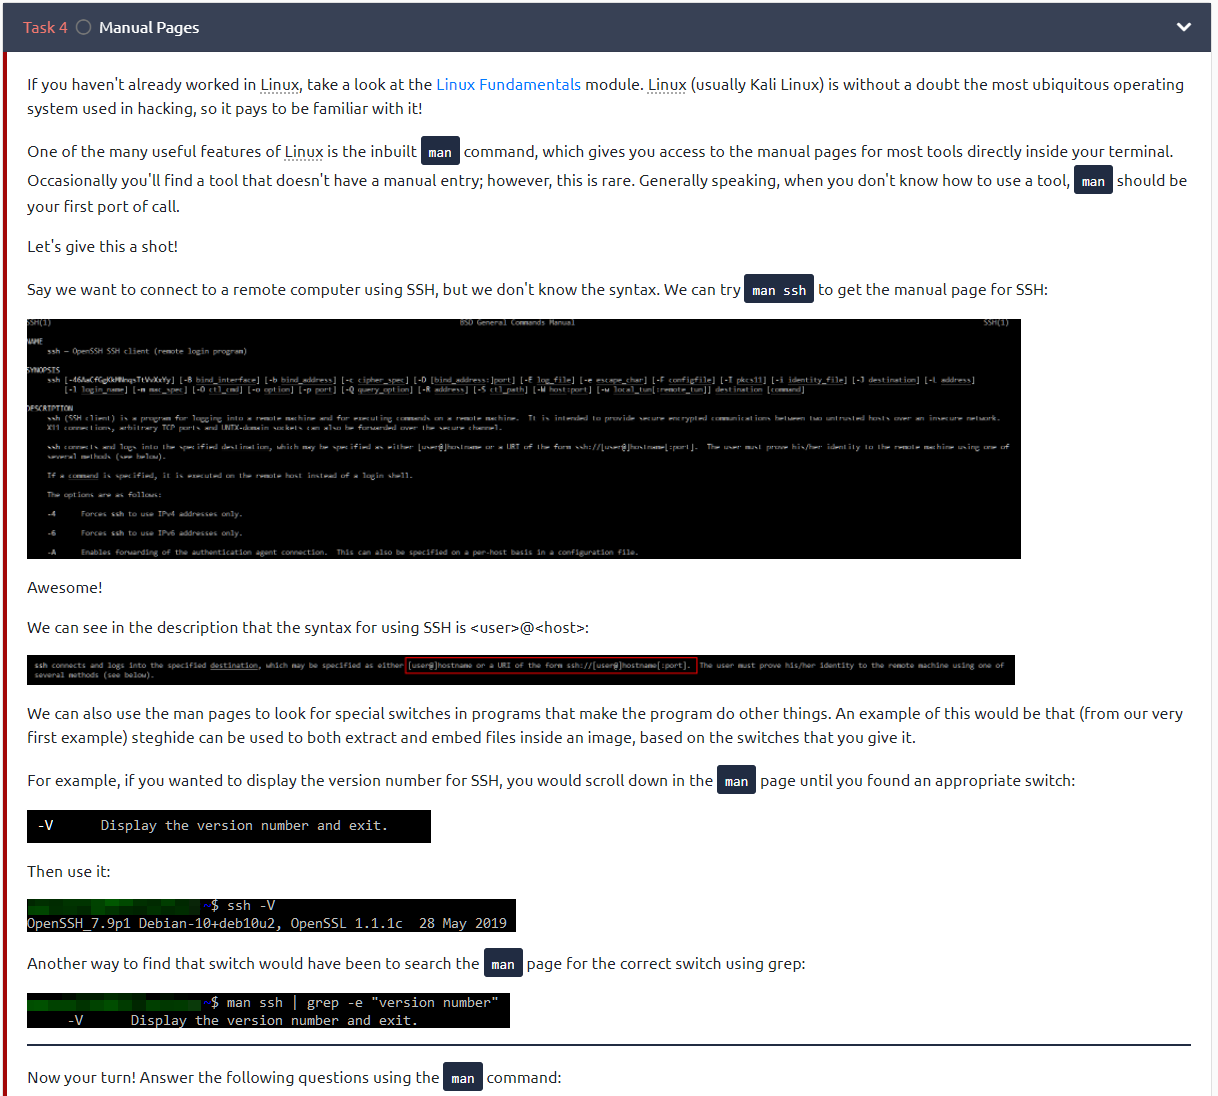 Task 4 Manual Pages
If you haven't already worked in Linux, take a look at the Linux Fundamentals module. Linux (usually Kali Linux) is without a doubt the most ubiquitous operating
system used in hacking, so it pays to be familiar with it!
One of the many useful features of Linux is the inbuilt man command, which gives you access to the manual pages for most tools directly inside your terminal.
Occasionally you'll find a tool that doesn't have a manual entry; however, this is rare. Generally speaking, when you don't know how to use a tool, man should be
your first port of call.
Let's give this a shot!
Say we want to connect to a remote computer using SSH, but we don't know the syntax. We can try man ssh to get the manual page for SSH:
SSH(1) BSD General Commands Manual SSH(1)
NAME
ssh — OpenSSH SSH client (remote login program)
SYNOPSIS
ssh [-46AaCfGgKkMNnqsTtVvXxYy] [-B bind_interface] [-b bind_address] [-c cipher_spec] [-D [bind_address:]port] [-E log_file] [-e escape_char] [-F configfile] [-I pkcs11] [-i identity_file] [-J destination] [-L address]
[-l login_name] [-m mac_spec] [-O ctl_cmd] [-o option] [-p port] [-Q query_option] [-R address] [-S ctl_path] [-W host:port] [-w local_tun[:remote_tun]] destination [command]
DESCRIPTION
ssh (SSH client) is a program for logging into a remote machine and for executing commands on a remote machine. It is intended to provide secure encrypted communications between two untrusted hosts over an insecure network.
X11 connections, arbitrary TCP ports and UNIX-domain sockets can also be forwarded over the secure channel.
ssh connects and logs into the specified destination, which may be specified as either [user@]hostname or a URI of the form ssh://[user@]hostname[:port]. The user must prove his/her identity to the remote machine using one of
several methods (see below).
If a command is specified, it is executed on the remote host instead of a login shell.
The options are as follows:
-4 Forces ssh to use IPv4 addresses only.
-6 Forces ssh to use IPv6 addresses only.
-A Enables forwarding of the authentication agent connection. This can also be specified on a per-host basis in a configuration file.
Awesome!
We can see in the description that the syntax for using SSH is <user>@<host>:
ssh connects and logs into the specified destination, which may be specified as either [user@]hostname or a URI of the form ssh://[user@]hostname[:port]. The user must prove his/her identity to the remote machine using one of
several methods (see below).
We can also use the man pages to look for special switches in programs that make the program do other things. An example of this would be that (from our very
first example) steghide can be used to both extract and embed files inside an image, based on the switches that you give it.
For example, if you wanted to display the version number for SSH, you would scroll down in the man page until you found an appropriate switch:
-V Display the version number and exit.
Then use it:
~$ ssh -V
OpenSSH_7.9p1 Debian-10+deb10u2, OpenSSL 1.1.1c 28 May 2019
Another way to find that switch would have been to search the man page for the correct switch using grep:
~$ man ssh | grep -e "version number"
-V Display the version number and exit.
Now your turn! Answer the following questions using the man command: